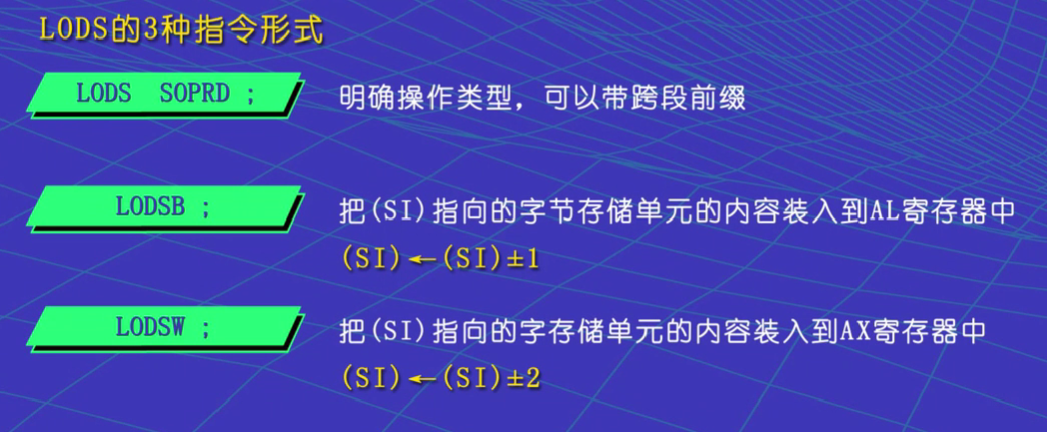 LODS的3种指令形式
LODS SOPRD ;
明确操作类型，可以带跨段前缀
LODSB ;
把(SI)指向的字节存储单元的内容装入到AL寄存器中
(SI)←(SI)±1
LODSW ;
把(SI)指向的字存储单元的内容装入到AX寄存器中
(SI)←(SI)±2